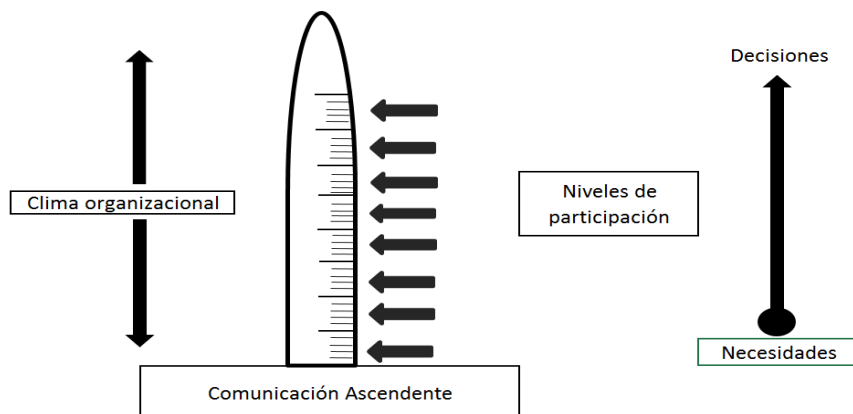 Decisiones
Clima organizacional
Niveles de
participación
Necesidades
Comunicación Ascendente